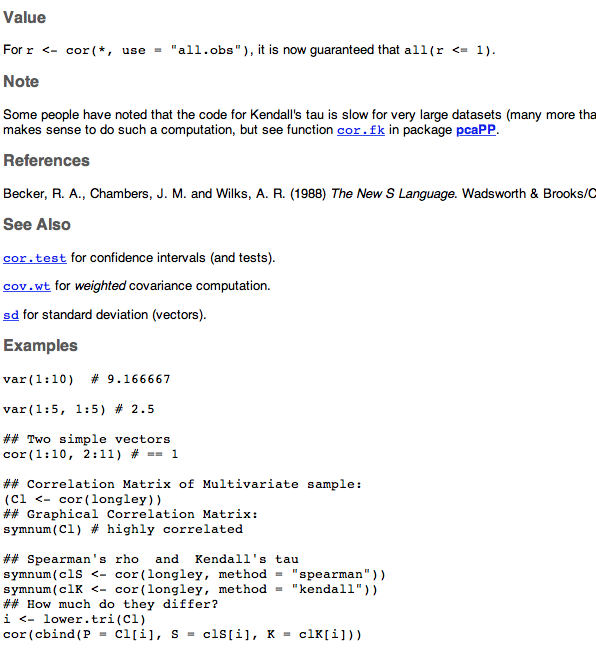 Value
For r <- cor(*, use = "all.obs"), it is now guaranteed that all(r <= 1).
Note
Some people have noted that the code for Kendall's tau is slow for very large datasets (many more tha
makes sense to do such a computation, but see function cor.fk in package pcaPP.
References
Becker, R. A., Chambers, J. M. and Wilks, A. R. (1988) The New S Language. Wadsworth & Brooks/C
See Also
cor.test for confidence intervals (and tests).
cov.wt for weighted covariance computation.
sd for standard deviation (vectors).
Examples
var(1:10)  # 9.166667
var(1:5, 1:5) # 2.5
## Two simple vectors
cor(1:10, 2:11) # == 1
## Correlation Matrix of Multivariate sample:
(Cl <- cor(longley))
## Graphical Correlation Matrix:
symnum(Cl) # highly correlated
## Spearman's rho  and  Kendall's tau
symnum(clS <- cor(longley, method = "spearman"))
symnum(clK <- cor(longley, method = "kendall"))
## How much do they differ?
i <- lower.tri(Cl)
cor(cbind(P = Cl[i], S = clS[i], K = clK[i]))